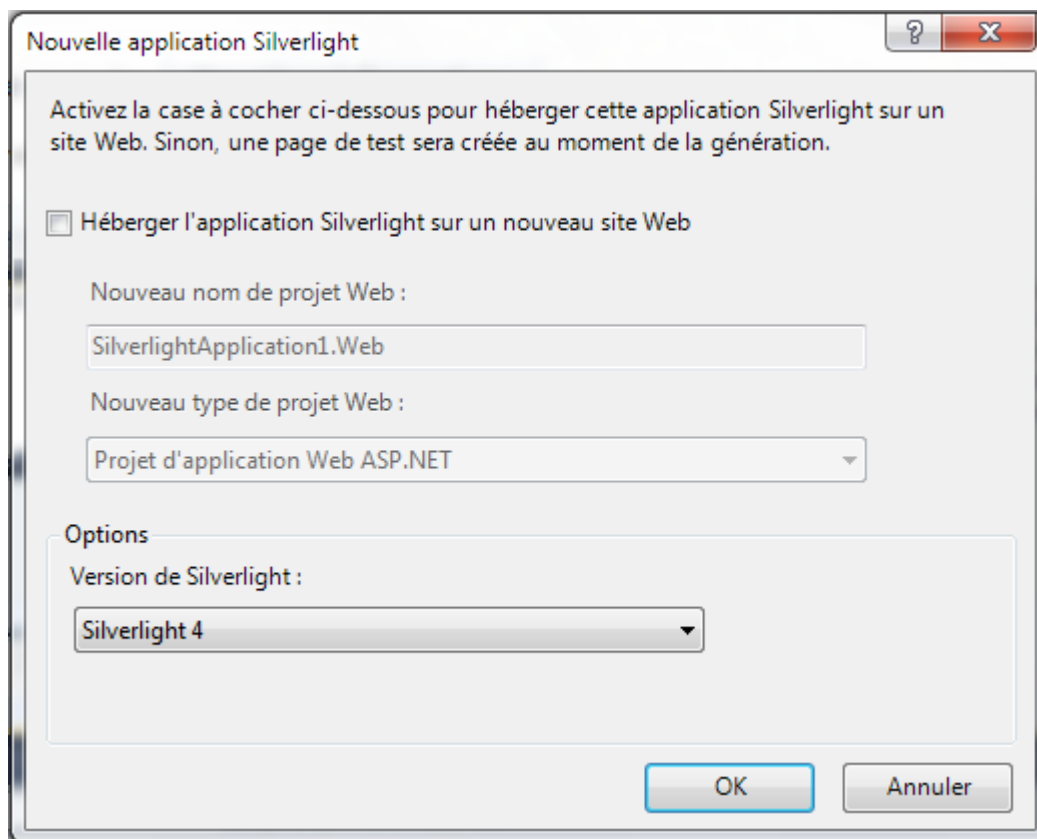 Nouvelle application Silverlight
Activez la case à cocher ci-dessous pour héberger cette application Silverlight sur un
site Web. Sinon, une page de test sera créée au moment de la génération.
Héberger l'application Silverlight sur un nouveau site Web
Nouveau nom de projet Web :
SilverlightApplication1.Web
Nouveau type de projet Web :
Projet d'application Web ASP.NET
Options
Version de Silverlight :
Silverlight 4
OK Annuler